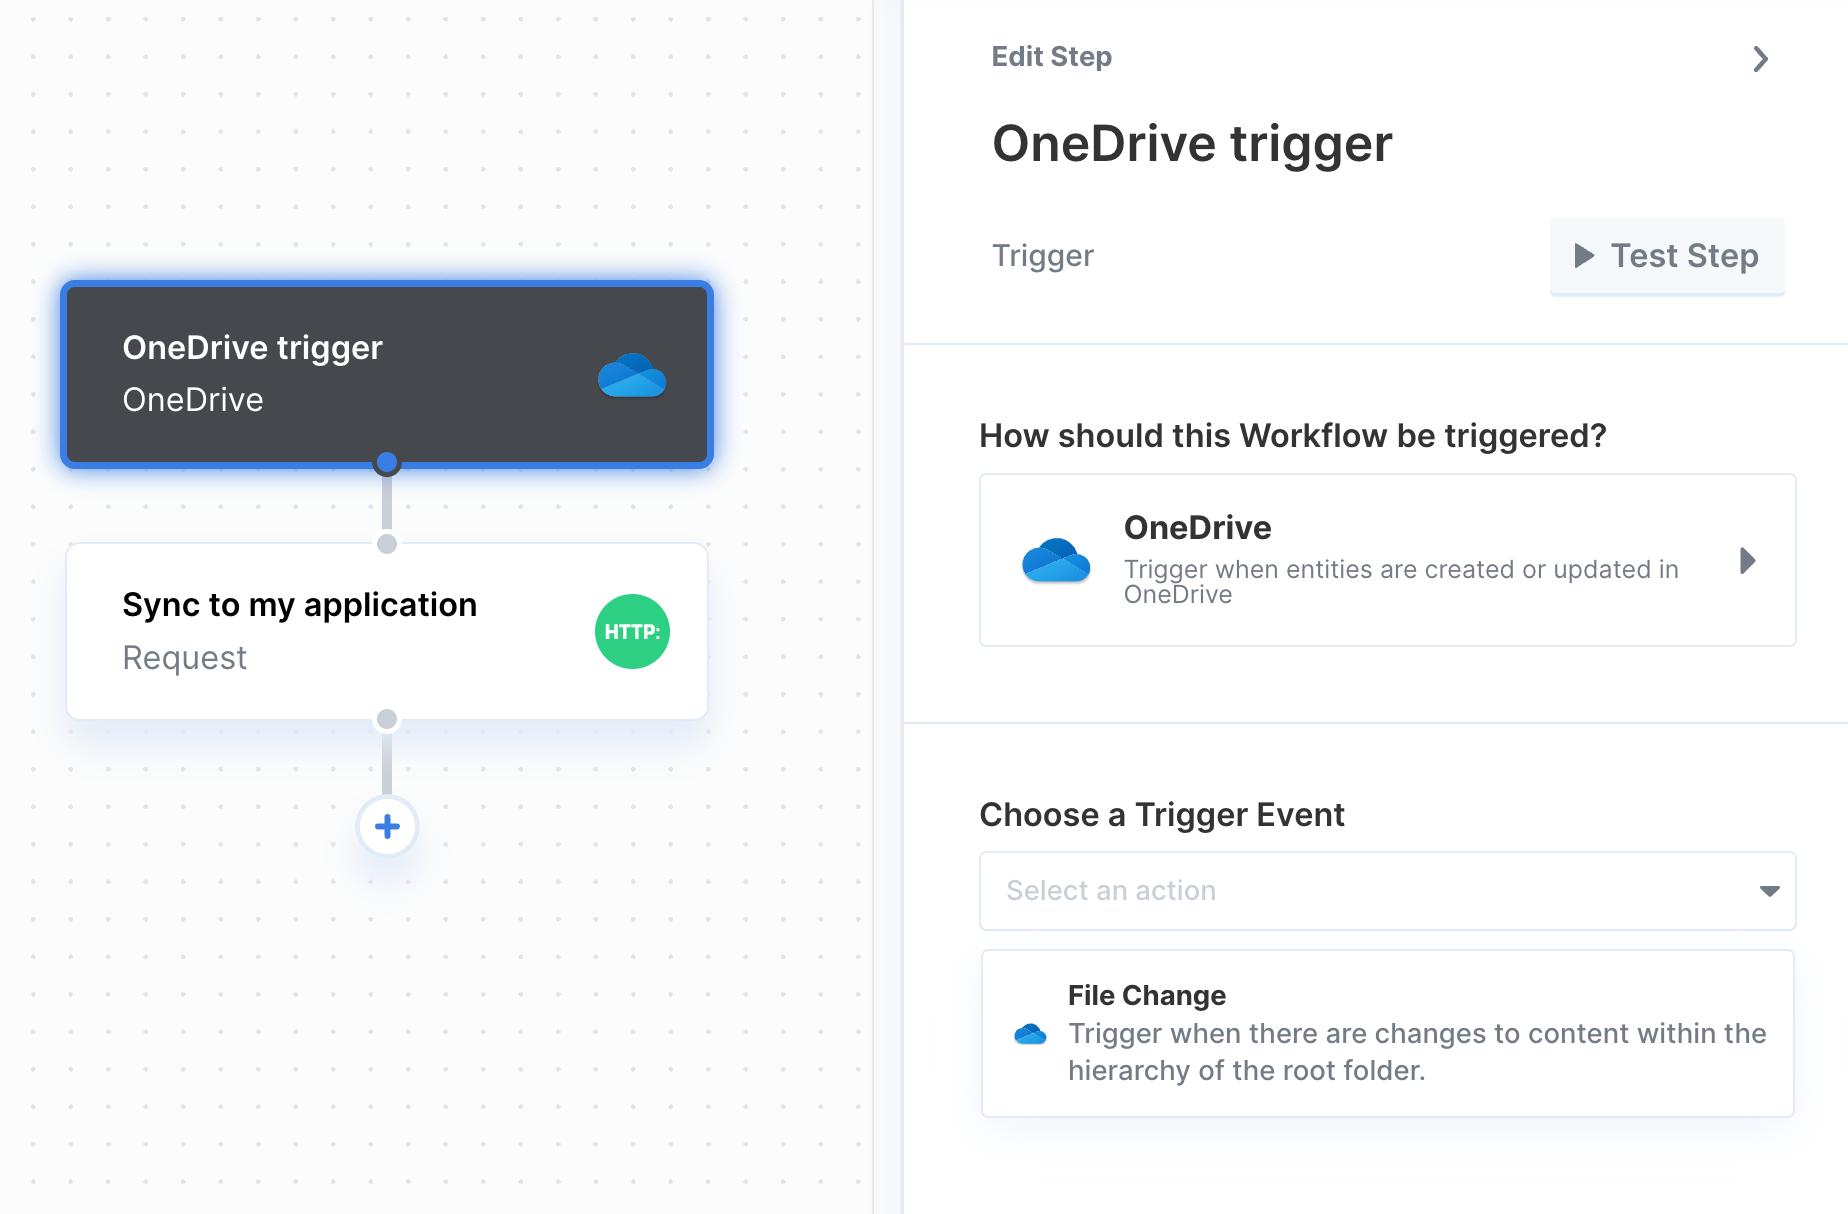 OneDrive trigger
OneDrive
Sync to my application
Request
HTTP:
Edit Step
OneDrive trigger
Trigger
Test Step
How should this Workflow be triggered?
OneDrive
Trigger when entities are created or updated in
OneDrive
Choose a Trigger Event
Select an action
File Change
Trigger when there are changes to content within the
hierarchy of the root folder.